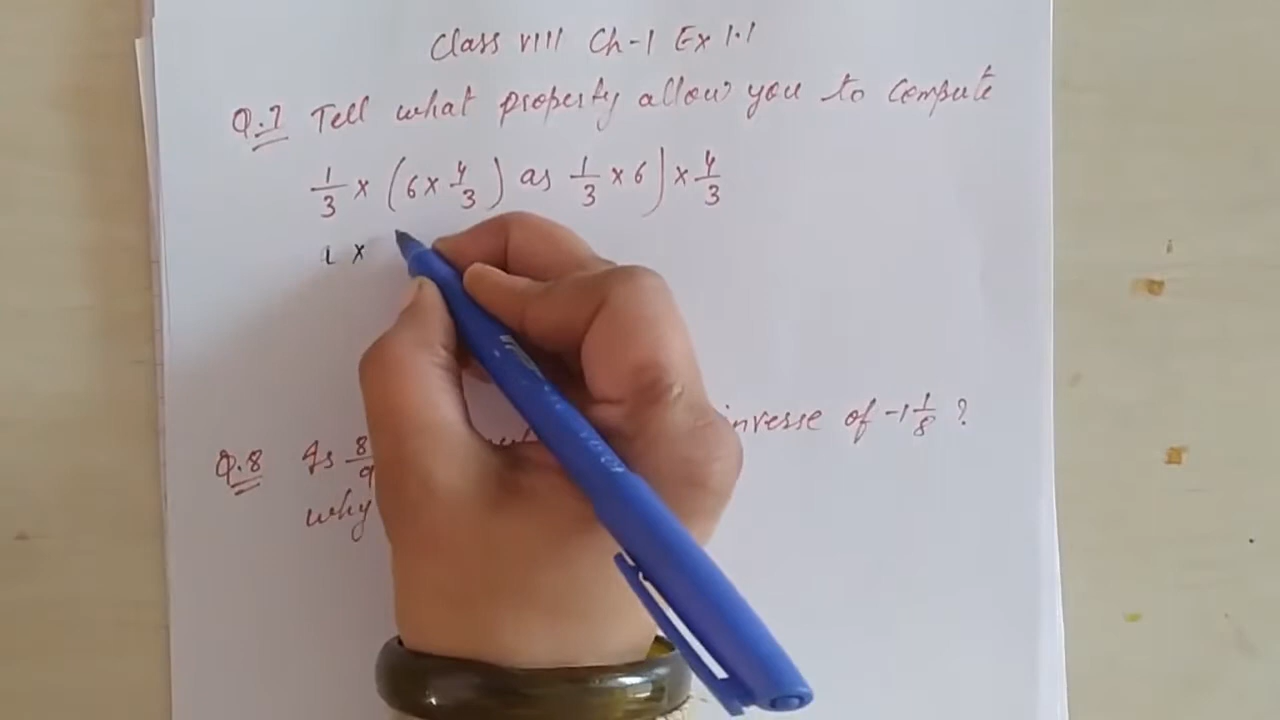 Class VIII Ch-1 Ex 1.1
Q.7 Tell what property allows you to compute
1/3 × (6 × 4/3) as 1/3 × 6) × 4/3
1 ×
Q.8 Is 8/9 inverse of -1 1/8 ?
why